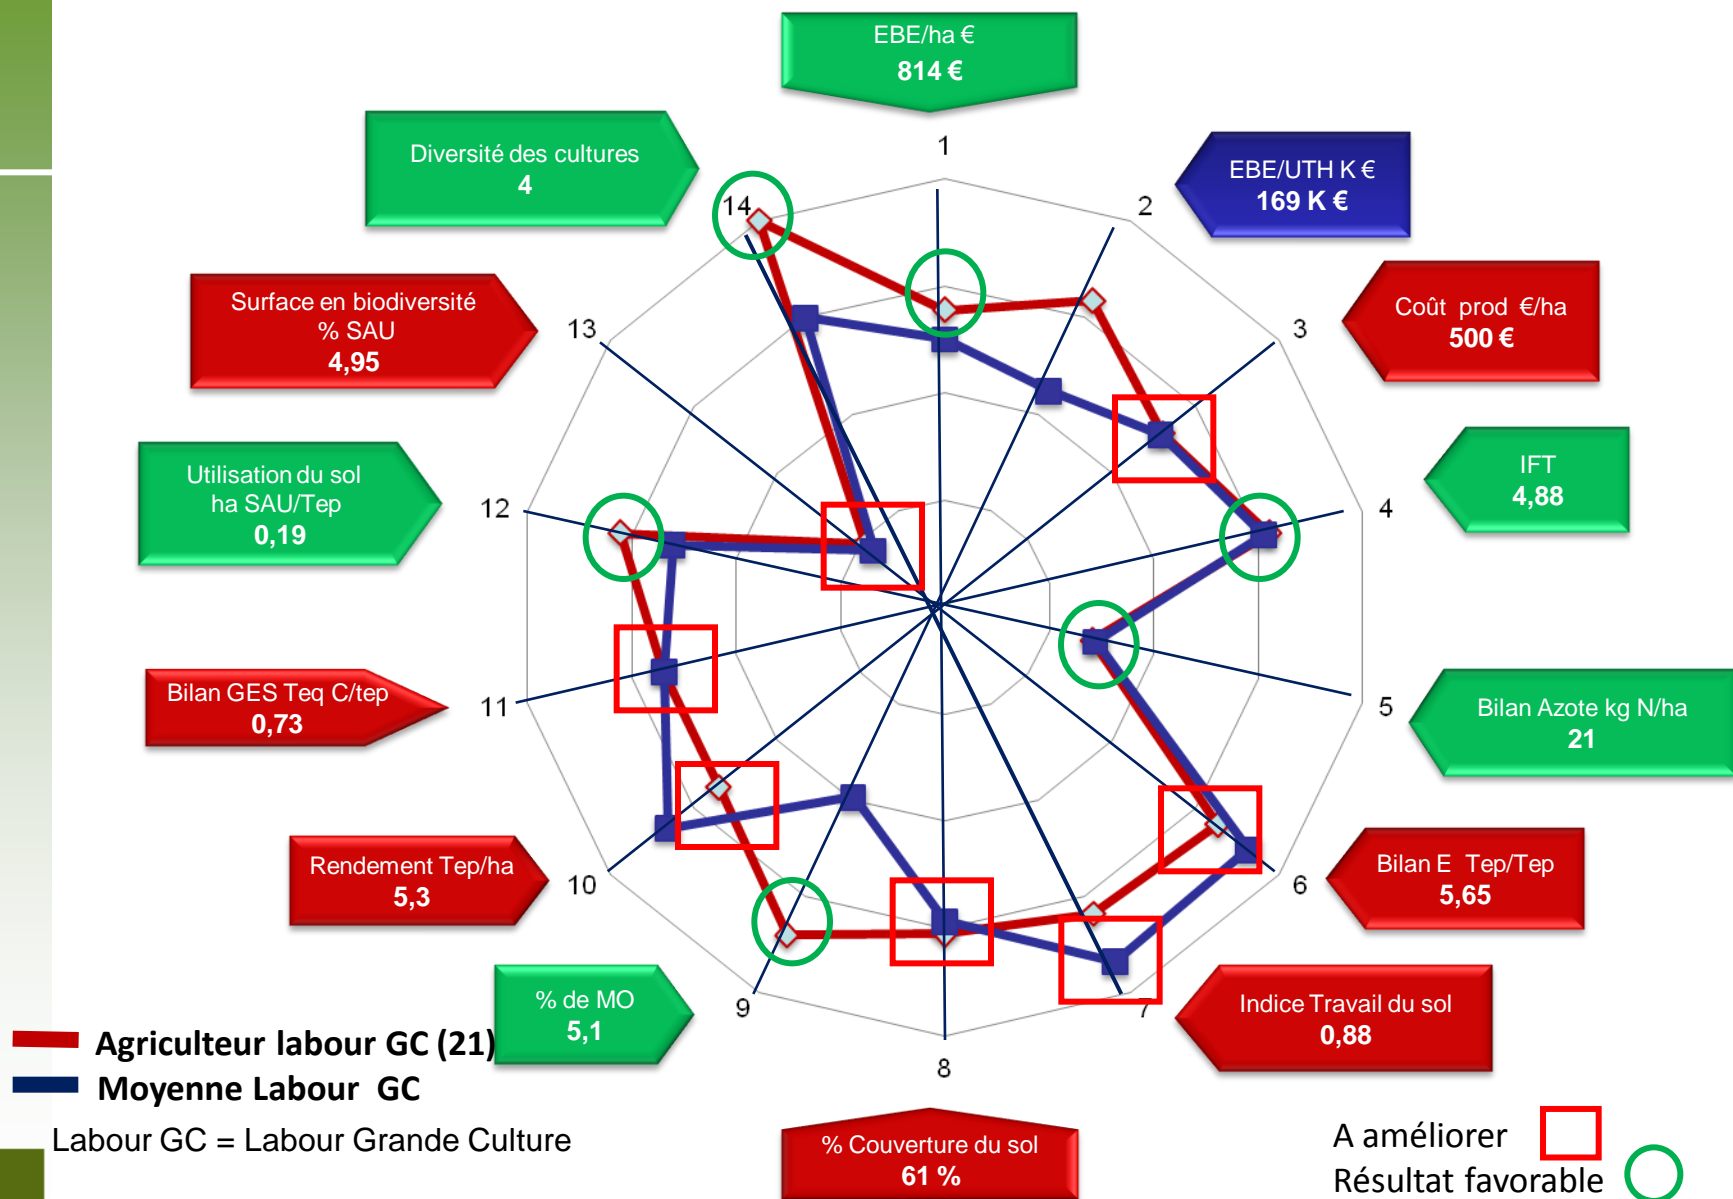 EBE/ha €
814 €
1
EBE/UTH K €
169 K €
2
Coût prod €/ha
500 €
3
IFT
4,88
4
Bilan Azote kg N/ha
21
5
Bilan E Tep/Tep
5,65
6
Indice Travail du sol
0,88
7
8
% Couverture du sol
61 %
% de MO
5,1
9
Rendement Tep/ha
5,3
10
Bilan GES Teq C/tep
0,73
11
Utilisation du sol
ha SAU/Tep
0,19
12
Surface en biodiversité
% SAU
4,95
13
Diversité des cultures
4
14
Agriculteur labour GC (21)
Moyenne Labour GC
Labour GC = Labour Grande Culture
A améliorer
Résultat favorable